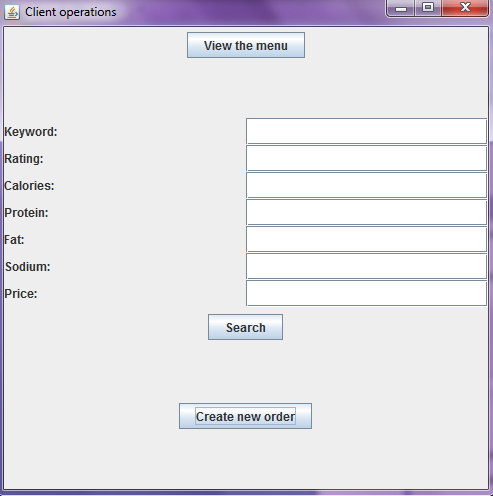 Client operations
View the menu
Keyword:
Rating:
Calories:
Protein:
Fat:
Sodium:
Price:
Search
Create new order